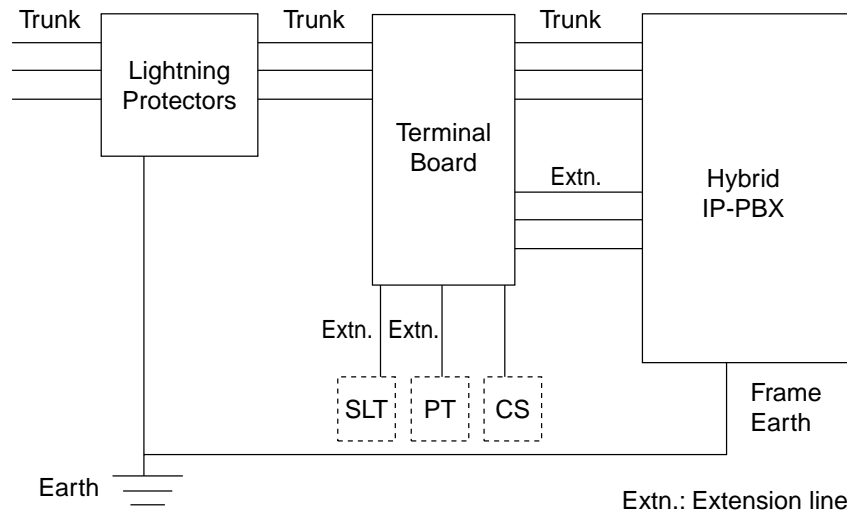 Trunk
Trunk
Trunk
Lightning
Protectors
Terminal
Board
Extn.
Hybrid
IP-PBX
Extn.
Extn.
SLT
PT
CS
Frame
Earth
Earth
Extn.: Extension line